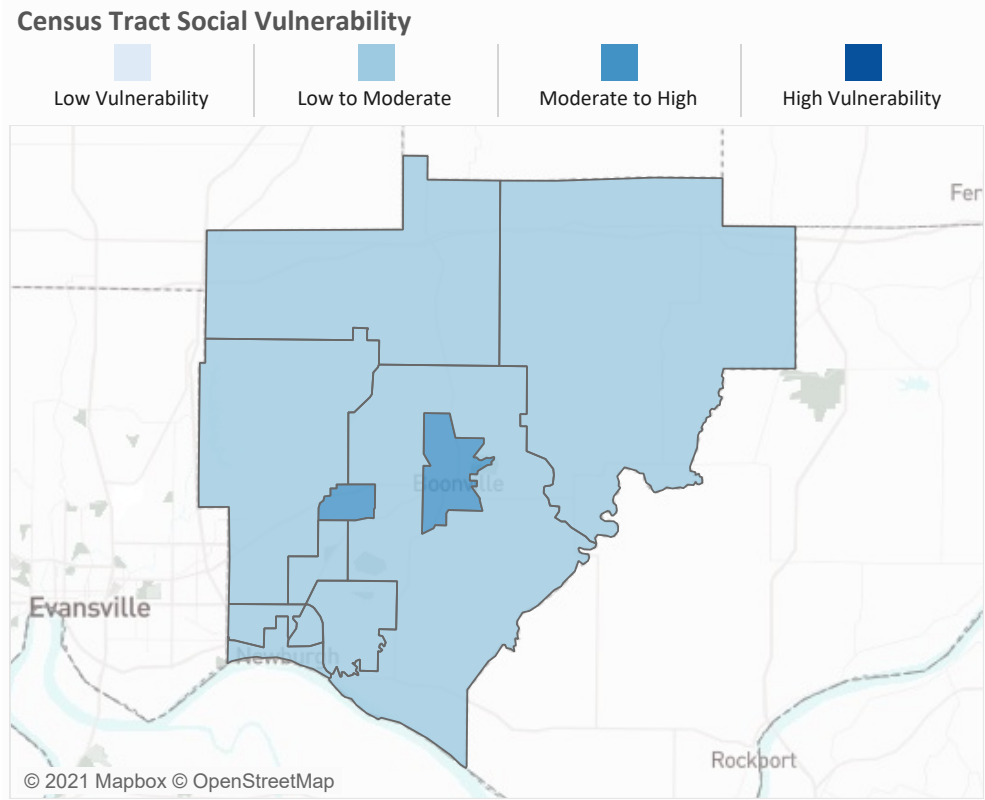 Census Tract Social Vulnerability
Low Vulnerability
Low to Moderate
Moderate to High
High Vulnerability
Fer
Boonville
Evansville
Newburgh
Rockport
© 2021 Mapbox © OpenStreetMap